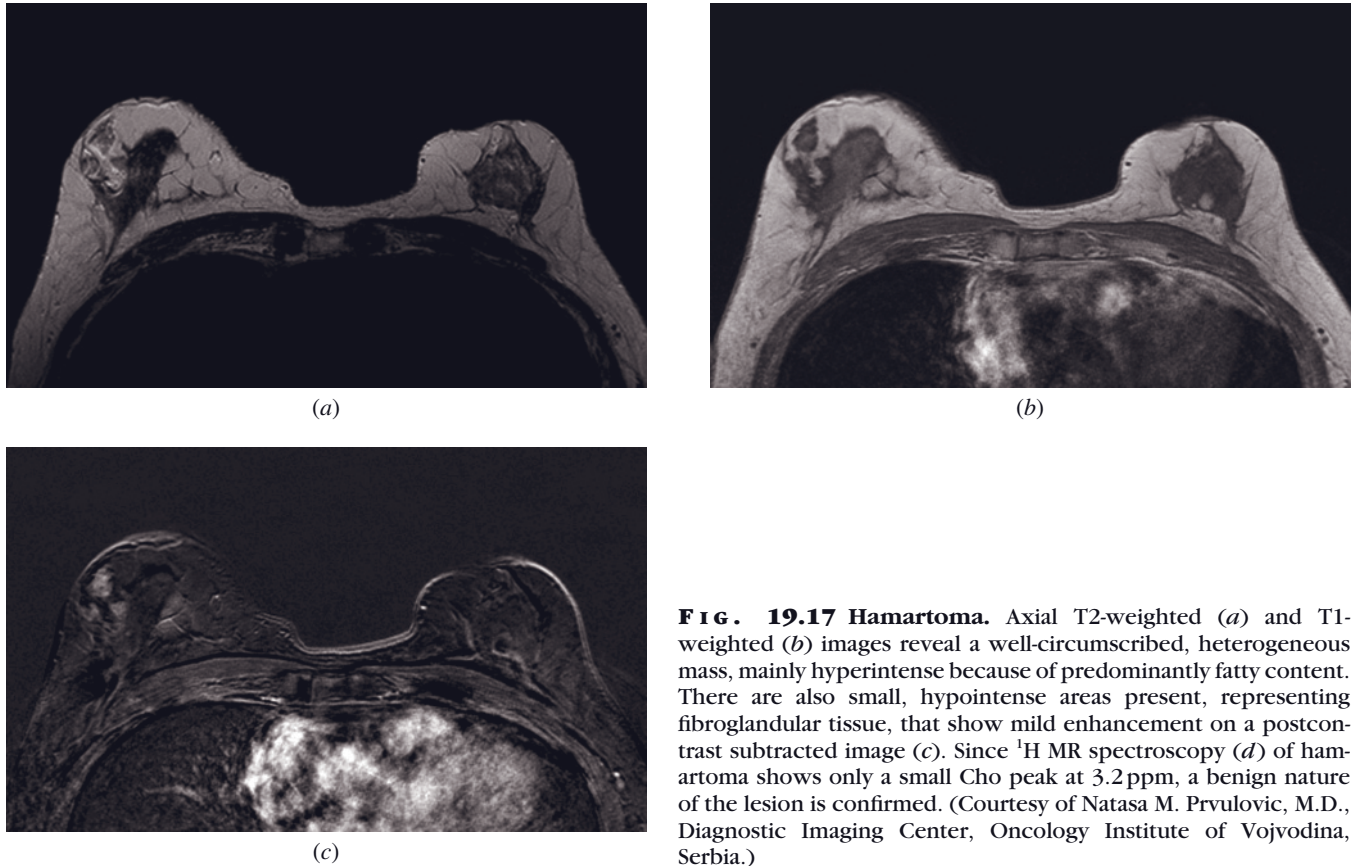 (a)
(b)
(c)
FIG. 19.17 Hamartoma. Axial T2-weighted (a) and T1-
weighted (b) images reveal a well-circumscribed, heterogeneous
mass, mainly hyperintense because of predominantly fatty content.
There are also small, hypointense areas present, representing
fibroglandular tissue, that show mild enhancement on a postcon-
trast subtracted image (c). Since ¹H MR spectroscopy (d) of ham-
artoma shows only a small Cho peak at 3.2 ppm, a benign nature
of the lesion is confirmed. (Courtesy of Natasa M. Prvulovic, M.D.,
Diagnostic Imaging Center, Oncology Institute of Vojvodina,
Serbia.)